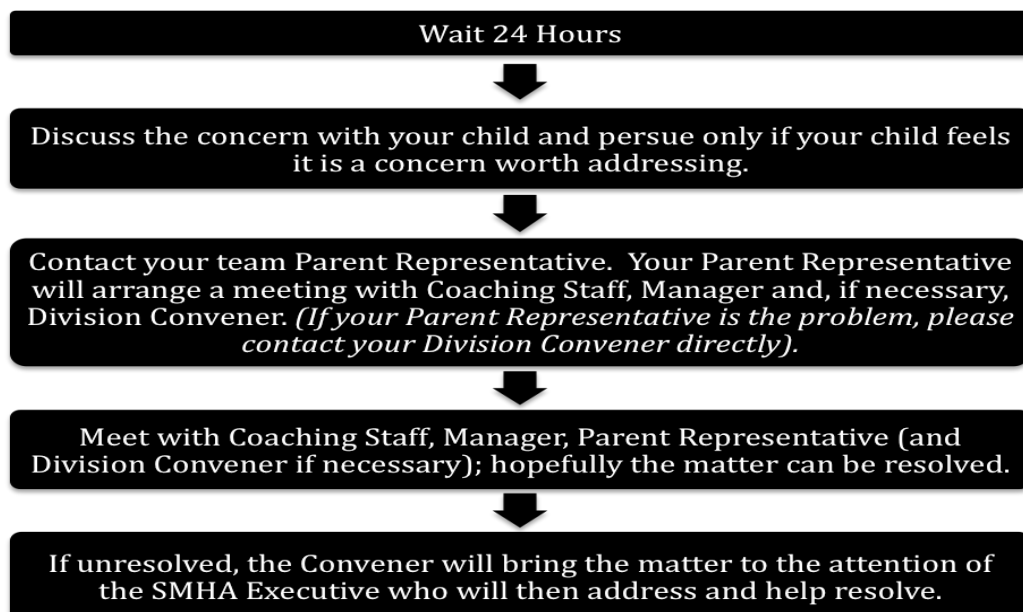 Wait 24 Hours
Discuss the concern with your child and persue only if your child feels
it is a concern worth addressing.
Contact your team Parent Representative.  Your Parent Representative
will arrange a meeting with Coaching Staff, Manager and, if necessary,
Division Convener. (If your Parent Representative is the problem, please
contact your Division Convener directly).
Meet with Coaching Staff, Manager, Parent Representative (and
Division Convener if necessary); hopefully the matter can be resolved.
If unresolved, the Convener will bring the matter to the attention of
the SMHA Executive who will then address and help resolve.